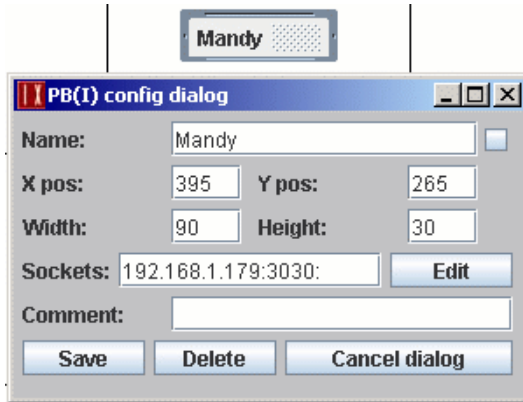 Mandy
PB(I) config dialog
Name: Mandy
X pos: 395 Y pos: 265
Width: 90 Height: 30
Sockets: 192.168.1.179:3030: Edit
Comment:
Save Delete Cancel dialog